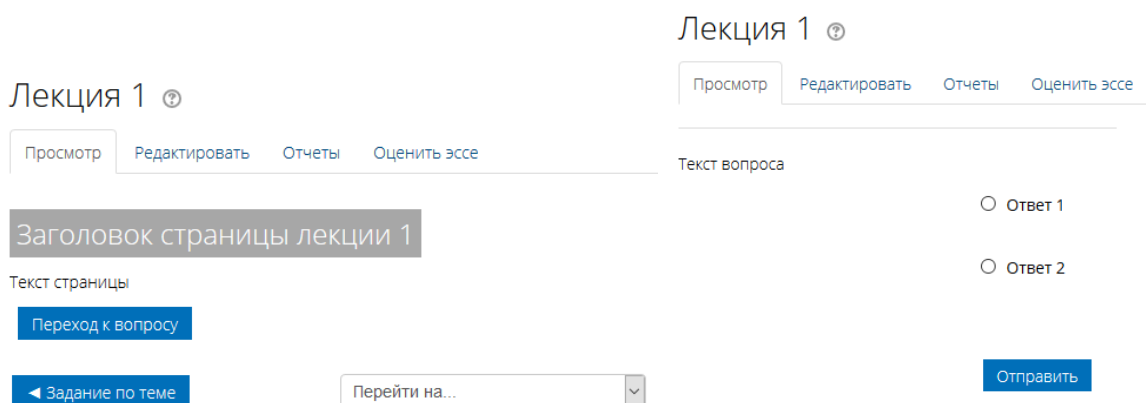 Лекция 1
Просмотр Редактировать Отчеты Оценить эссе
Заголовок страницы лекции 1
Текст страницы
Переход к вопросу
◄ Задание по теме
Перейти на...
Лекция 1
Просмотр Редактировать Отчеты Оценить эссе
Текст вопроса
Ответ 1
Ответ 2
Отправить